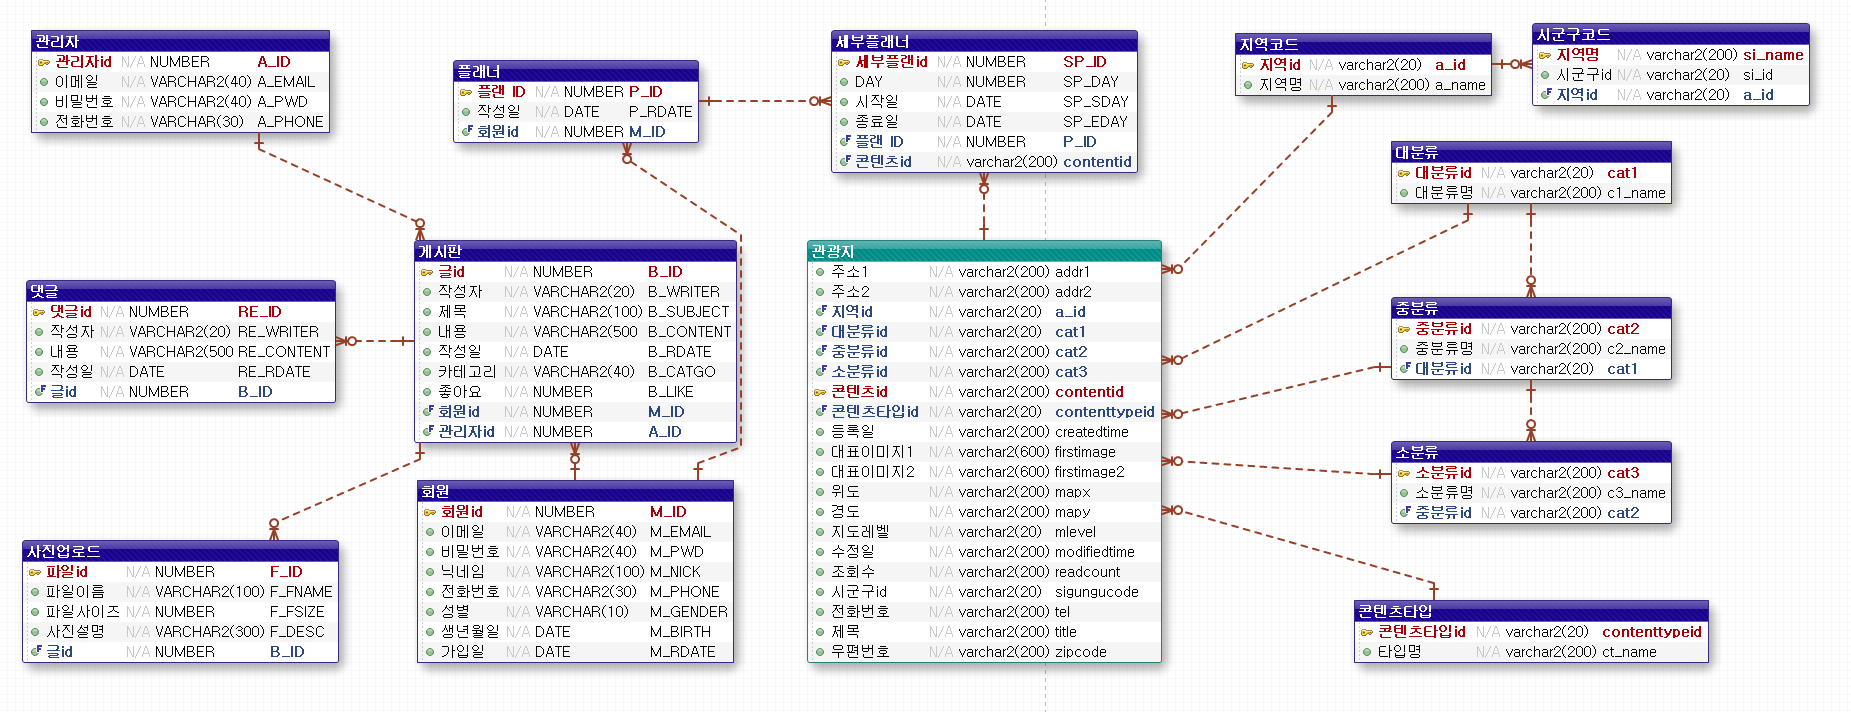 관리자
관리자id N/A NUMBER A_ID
이메일 N/A VARCHAR2(40) A_EMAIL
비밀번호 N/A VARCHAR2(40) A_PWD
전화번호 N/A VARCHAR(30) A_PHONE
플래너
플랜 ID N/A NUMBER P_ID
작성일 N/A DATE P_RDATE
회원id N/A NUMBER M_ID
세부플래너
세부플랜id N/A NUMBER SP_ID
DAY N/A NUMBER SP_DAY
시작일 N/A DATE SP_SDAY
종료일 N/A DATE SP_EDAY
플랜 ID N/A NUMBER P_ID
콘텐츠id N/A varchar2(200) contentid
지역코드
지역id N/A varchar2(20) a_id
지역명 N/A varchar2(200) a_name
시군구코드
지역명 N/A varchar2(200) si_name
시군구id N/A varchar2(20) si_id
지역id N/A varchar2(20) a_id
대분류
대분류id N/A varchar2(20) cat1
대분류명 N/A varchar2(200) c1_name
게시판
글id N/A NUMBER B_ID
작성자 N/A VARCHAR2(20) B_WRITER
제목 N/A VARCHAR2(100) B_SUBJECT
내용 N/A VARCHAR2(500 B_CONTENT
작성일 N/A DATE B_RDATE
카테고리 N/A VARCHAR2(40) B_CATGO
좋아요 N/A NUMBER B_LIKE
회원id N/A NUMBER M_ID
관리자id N/A NUMBER A_ID
댓글
댓글id N/A NUMBER RE_ID
작성자 N/A VARCHAR2(20) RE_WRITER
내용 N/A VARCHAR2(500 RE_CONTENT
작성일 N/A DATE RE_RDATE
글id N/A NUMBER B_ID
관광지
주소1 N/A varchar2(200) addr1
주소2 N/A varchar2(200) addr2
지역id N/A varchar2(20) a_id
대분류id N/A varchar2(20) cat1
중분류id N/A varchar2(200) cat2
소분류id N/A varchar2(200) cat3
콘텐츠id N/A varchar2(200) contentid
콘텐츠타입id N/A varchar2(20) contenttypeid
등록일 N/A varchar2(200) createdtime
대표이미지1 N/A varchar2(600) firstimage
대표이미지2 N/A varchar2(600) firstimage2
위도 N/A varchar2(200) mapx
경도 N/A varchar2(200) mapy
지도레벨 N/A varchar2(20) mlevel
수정일 N/A varchar2(200) modifiedtime
조회수 N/A varchar2(200) readcount
시군구id N/A varchar2(20) sigungucode
전화번호 N/A varchar2(200) tel
제목 N/A varchar2(200) title
우편번호 N/A varchar2(200) zipcode
중분류
중분류id N/A varchar2(200) cat2
중분류명 N/A varchar2(200) c2_name
대분류id N/A varchar2(20) cat1
소분류
소분류id N/A varchar2(200) cat3
소분류명 N/A varchar2(200) c3_name
중분류id N/A varchar2(200) cat2
사진업로드
파일id N/A NUMBER F_ID
파일이름 N/A VARCHAR2(100) F_FNAME
파일사이즈 N/A NUMBER F_FSIZE
사진설명 N/A VARCHAR2(300) F_DESC
글id N/A NUMBER B_ID
회원
회원id N/A NUMBER M_ID
이메일 N/A VARCHAR2(40) M_EMAIL
비밀번호 N/A VARCHAR2(40) M_PWD
닉네임 N/A VARCHAR2(100) M_NICK
전화번호 N/A VARCHAR2(30) M_PHONE
성별 N/A VARCHAR(10) M_GENDER
생년월일 N/A DATE M_BIRTH
가입일 N/A DATE M_RDATE
콘텐츠타입
콘텐츠타입id N/A varchar2(20) contenttypeid
타입명 N/A varchar2(200) ct_name